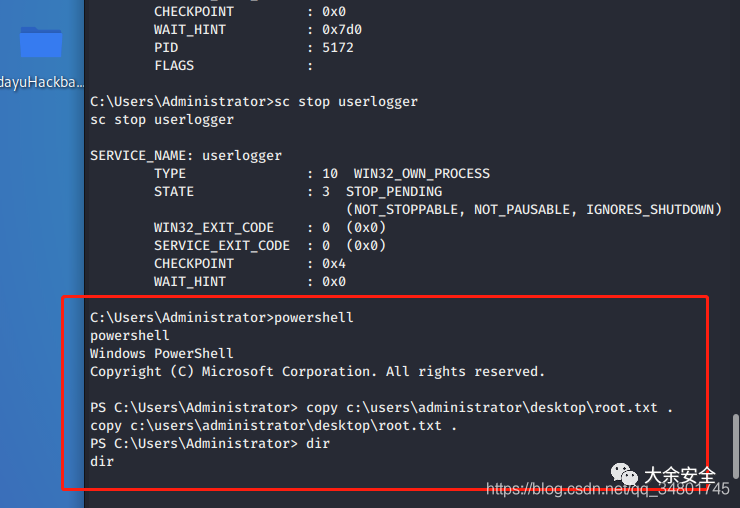 CHECKPOINT : 0x0
WAIT_HINT : 0x7d0
PID : 5172
FLAGS :
dayuHackba...
C:\Users\Administrator>sc stop userlogger
sc stop userlogger
SERVICE_NAME: userlogger
TYPE : 10 WIN32_OWN_PROCESS
STATE : 3 STOP_PENDING
(NOT_STOPPABLE, NOT_PAUSABLE, IGNORES_SHUTDOWN)
WIN32_EXIT_CODE : 0 (0x0)
SERVICE_EXIT_CODE : 0 (0x0)
CHECKPOINT : 0x4
WAIT_HINT : 0x0
C:\Users\Administrator>powershell
powershell
Windows PowerShell
Copyright (C) Microsoft Corporation. All rights reserved.
PS C:\Users\Administrator> copy c:\users\administrator\desktop\root.txt .
copy c:\users\administrator\desktop\root.txt .
PS C:\Users\Administrator> dir
dir
大余安全
https://blog.csdn.net/qq_34801745